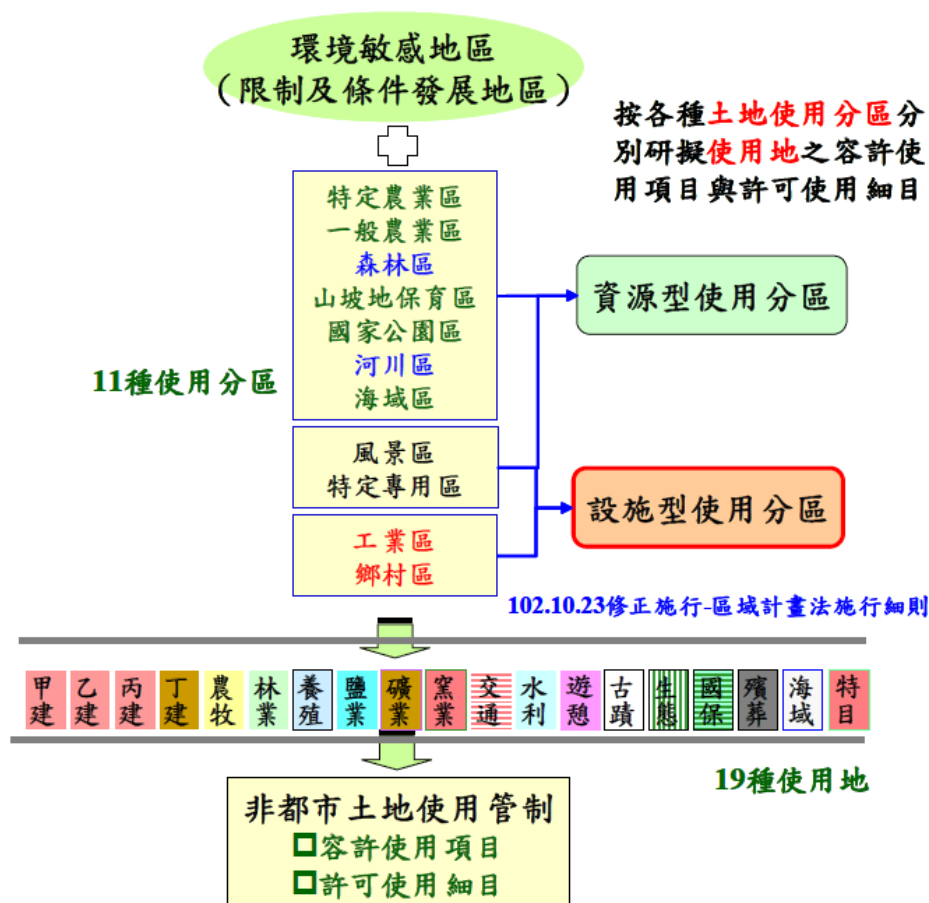 環境敏感地區
（限制及條件發展地區）
按各種土地使用分區分
別研擬使用地之容許使
用項目與許可使用細目
特定農業區
一般農業區
森林區
山坡地保育區
國家公園區
河川區
海域區
資源型使用分區
11種使用分區
風景區
特定專用區
設施型使用分區
工業區
鄉村區
102.10.23修正施行-區域計畫法施行細則
甲建
乙建
丙建
丁建
農牧
林業
養殖
鹽業
礦業
窯業
交通
水利
遊憩
古蹟
生態
國保
殯葬
海域
特目
19種使用地
非都市土地使用管制
容許使用項目
許可使用細目